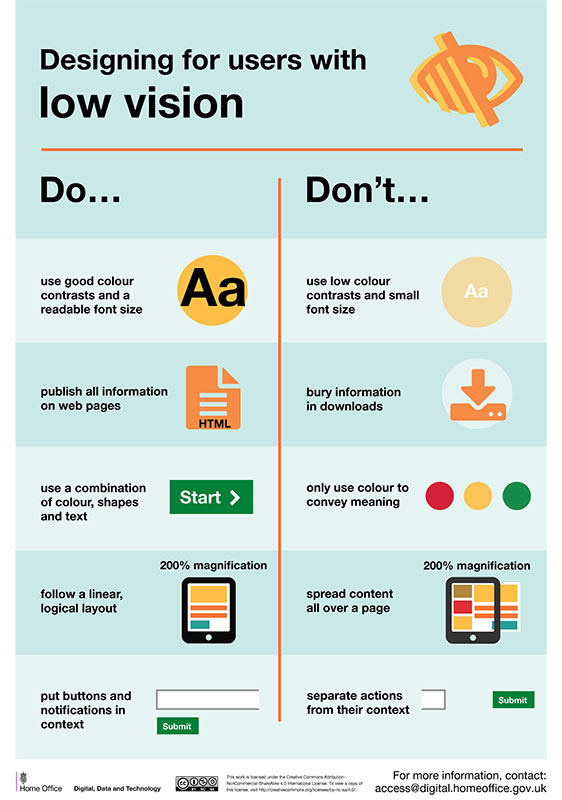 Designing for users with
low vision
Do...
Don't...
use good colour
contrasts and a
readable font size
Aa
use low colour
contrasts and small
font size
Aa
publish all information
on web pages
HTML
bury information
in downloads
use a combination
of colour, shapes
and text
Start
only use colour to
convey meaning
follow a linear,
logical layout
200% magnification
spread content
all over a page
200% magnification
put buttons and
notifications in
context
Submit
separate actions
from their context
Submit
Home Office
Digital, Data and Technology
BY NC SA
This work is licensed under the Creative Commons Attribution-
NonCommercial-ShareAlike 4.0 International License. To view a copy
of this license, visit http://creativecommons.org/licenses/by-nc-sa/4.0/.
For more information, contact:
access@digital.homeoffice.gov.uk